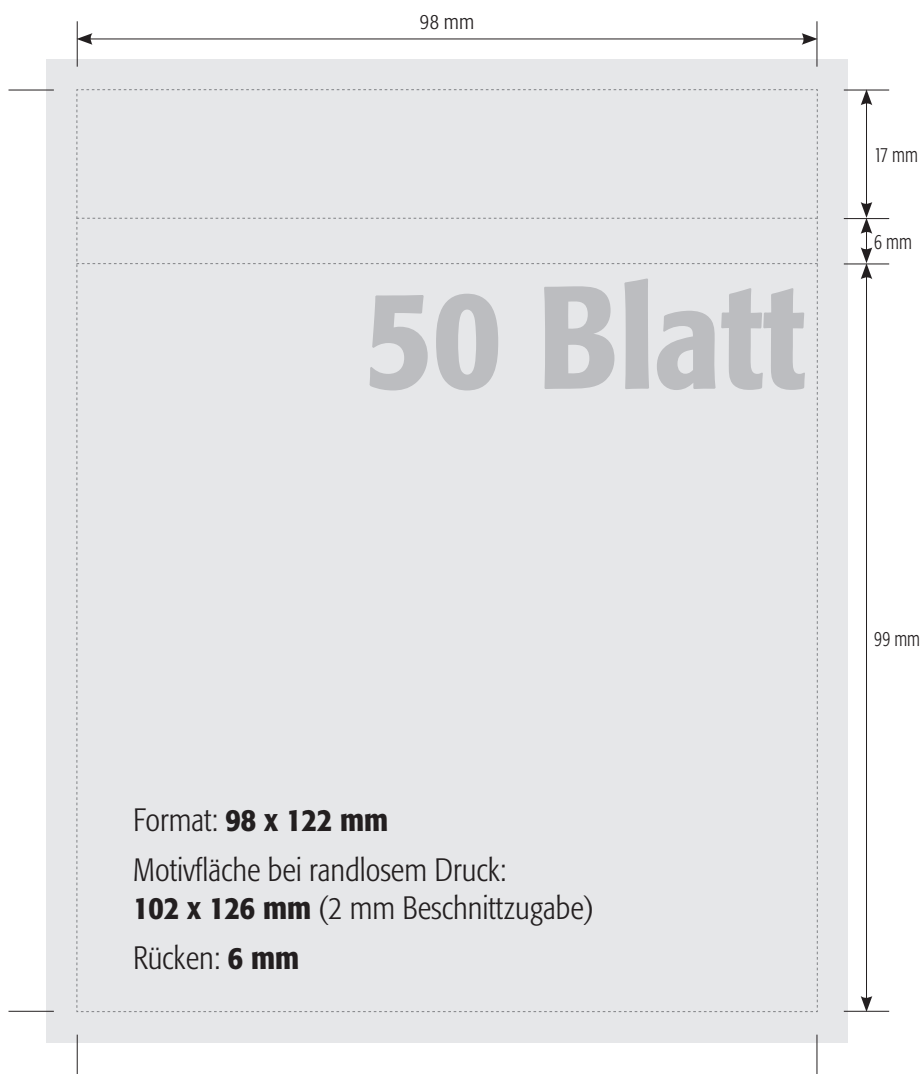 98 mm
17 mm
6 mm
50 Blatt
99 mm
Format: 98 x 122 mm
Motivfläche bei randlosem Druck:
102 x 126 mm (2 mm Beschnittzugabe)
Rücken: 6 mm